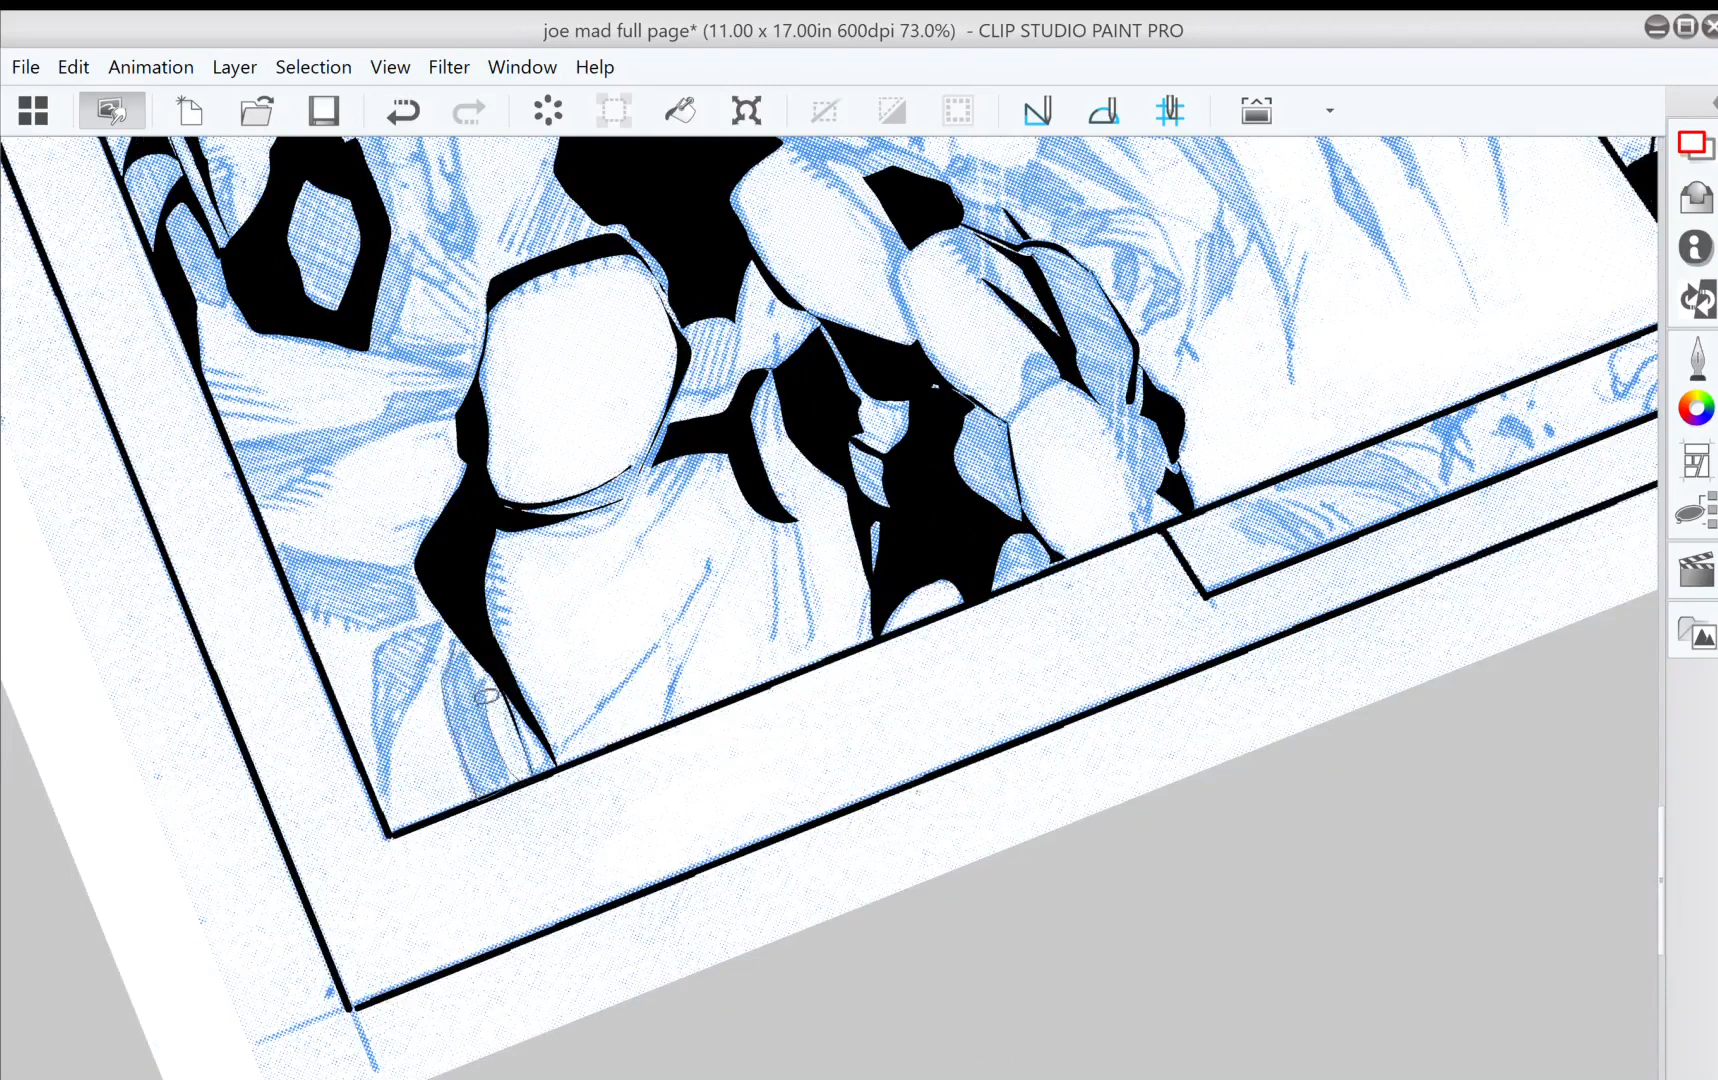 joe mad full page* (11.00 x 17.00in 600dpi 73.0%) - CLIP STUDIO PAINT PRO
File Edit Animation Layer Selection View Filter Window Help